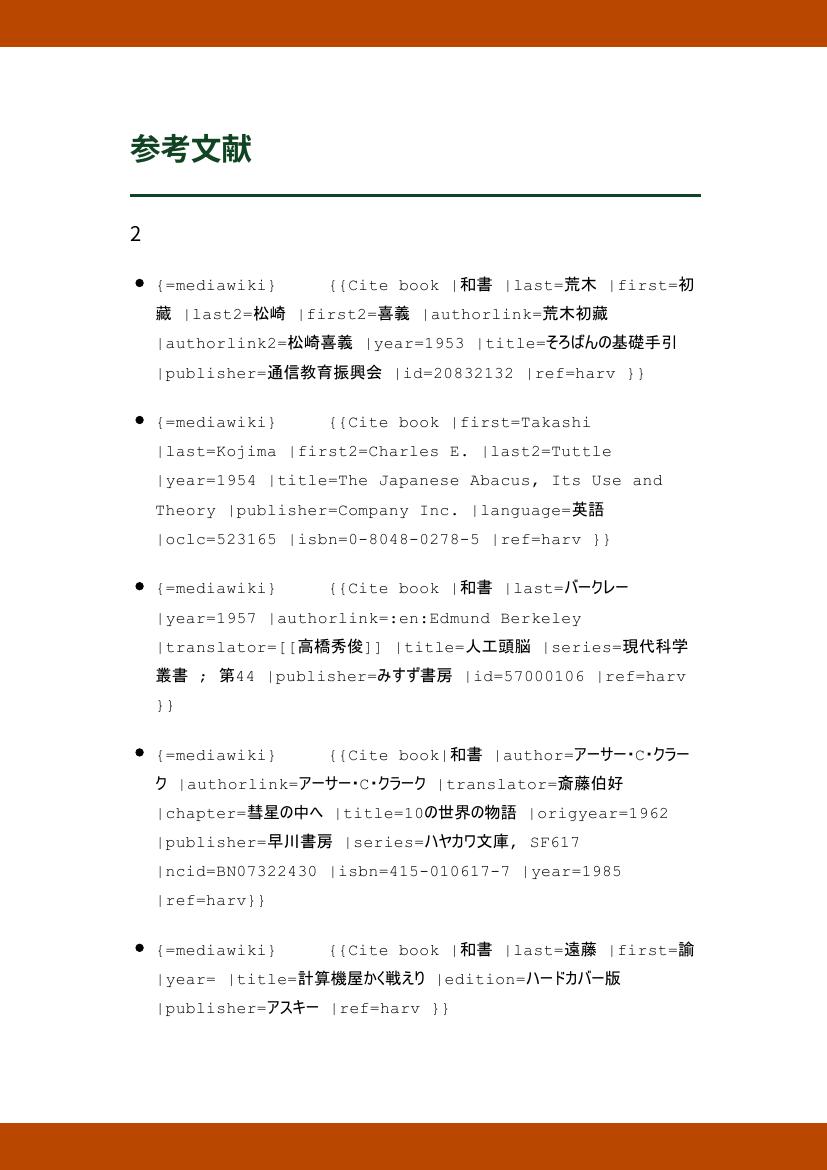 参考文献
2
• {=mediawiki}     {{Cite book |和書 |last=荒木 |first=初
藏 |last2=松崎 |first2=喜義 |authorlink=荒木初藏
|authorlink2=松崎喜義 |year=1953 |title=そろばんの基礎手引
|publisher=通信教育振興会 |id=20832132 |ref=harv }}
• {=mediawiki}     {{Cite book |first=Takashi
|last=Kojima |first2=Charles E. |last2=Tuttle
|year=1954 |title=The Japanese Abacus, Its Use and
Theory |publisher=Company Inc. |language=英語
|oclc=523165 |isbn=0-8048-0278-5 |ref=harv }}
• {=mediawiki}     {{Cite book |和書 |last=バークレー
|year=1957 |authorlink=:en:Edmund Berkeley
|translator=[[高橋秀俊]] |title=人工頭脳 |series=現代科学
叢書 ; 第44 |publisher=みすず書房 |id=57000106 |ref=harv
}}
• {=mediawiki}     {{Cite book|和書 |author=アーサー・C・クラー
ク |authorlink=アーサー・C・クラーク |translator=斎藤伯好
|chapter=彗星の中へ |title=10の世界の物語 |origyear=1962
|publisher=早川書房 |series=ハヤカワ文庫, SF617
|ncid=BN07322430 |isbn=415-010617-7 |year=1985
|ref=harv}}
• {=mediawiki}     {{Cite book |和書 |last=遠藤 |first=諭
|year= |title=計算機屋かく戦えり |edition=ハードカバー版
|publisher=アスキー |ref=harv }}